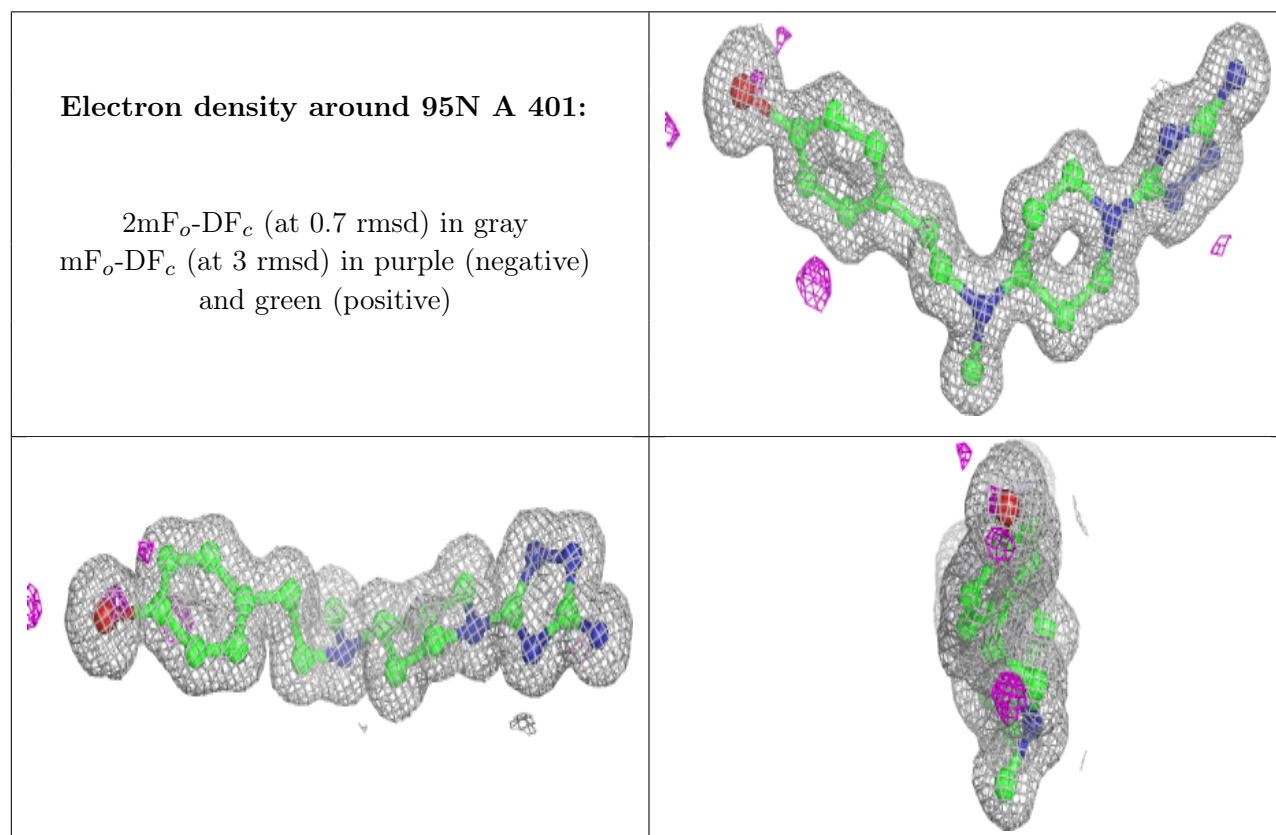 Electron density around 95N A 401:
2mFo-DFc (at 0.7 rmsd) in gray
mFo-DFc (at 3 rmsd) in purple (negative)
and green (positive)